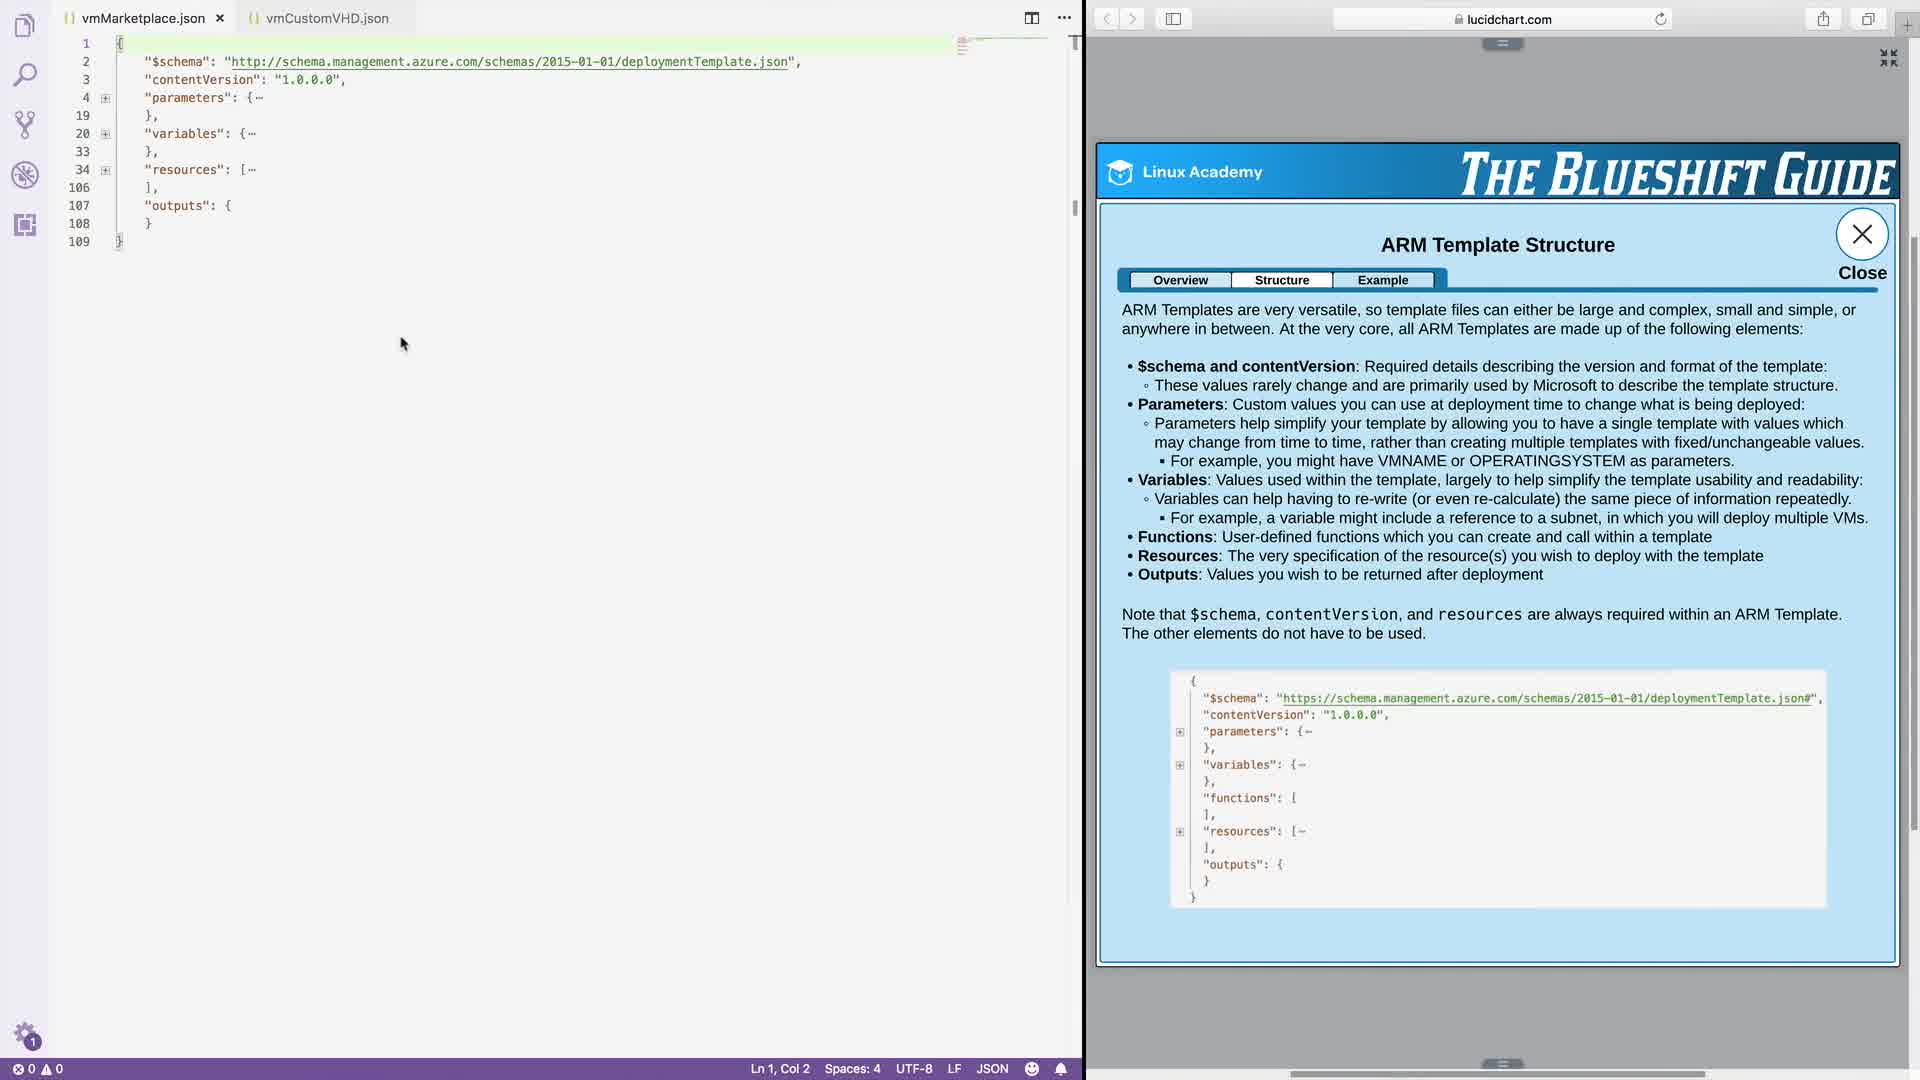 vmMarketplace.json
vmCustomVHD.json
lucidchart.com
1 {
2 "$schema": "http://schema.management.azure.com/schemas/2015-01-01/deploymentTemplate.json",
3 "contentVersion": "1.0.0.0",
4 "parameters": {
19 },
20 "variables": {
33 },
34 "resources": [
106 ],
107 "outputs": {
108 }
109 }
1
0 0
Ln 1, Col 2
Spaces: 4
UTF-8
LF
JSON
Linux Academy
THE BLUESHIFT GUIDE
ARM Template Structure
Close
Overview
Structure
Example
ARM Templates are very versatile, so template files can either be large and complex, small and simple, or
anywhere in between. At the very core, all ARM Templates are made up of the following elements:
• $schema and contentVersion: Required details describing the version and format of the template:
◦ These values rarely change and are primarily used by Microsoft to describe the template structure.
• Parameters: Custom values you can use at deployment time to change what is being deployed:
◦ Parameters help simplify your template by allowing you to have a single template with values which
may change from time to time, rather than creating multiple templates with fixed/unchangeable values.
▪ For example, you might have VMNAME or OPERATINGSYSTEM as parameters.
• Variables: Values used within the template, largely to help simplify the template usability and readability:
◦ Variables can help having to re-write (or even re-calculate) the same piece of information repeatedly.
▪ For example, a variable might include a reference to a subnet, in which you will deploy multiple VMs.
• Functions: User-defined functions which you can create and call within a template
• Resources: The very specification of the resource(s) you wish to deploy with the template
• Outputs: Values you wish to be returned after deployment
Note that $schema, contentVersion, and resources are always required within an ARM Template.
The other elements do not have to be used.
{
"$schema": "https://schema.management.azure.com/schemas/2015-01-01/deploymentTemplate.json#",
"contentVersion": "1.0.0.0",
"parameters": {
},
"variables": {
},
"functions": [
],
"resources": [
],
"outputs": {
}
}